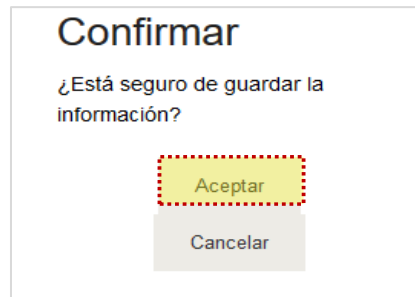 Confirmar
¿Está seguro de guardar la
información?
Aceptar
Cancelar